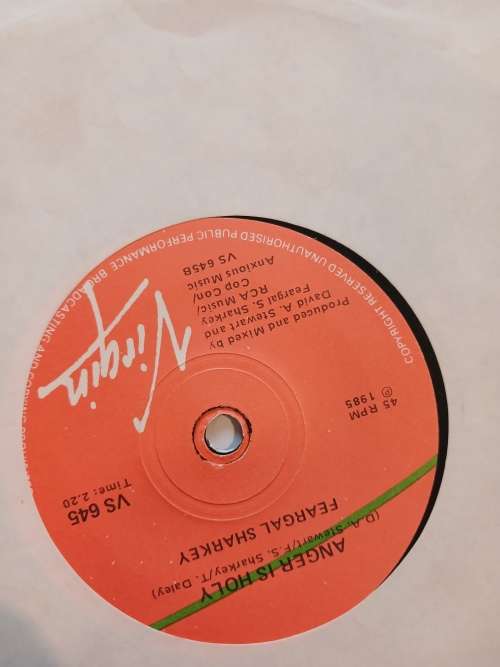 ANGER IS HOLY
(D.A. Stewart/F.S. Sharkey/T. Daley)
FEARGAL SHARKEY
VS 645
Time: 2.20
45 RPM
℗ 1985
Virgin
Produced and Mixed by
David A. Stewart and
Feargal S. Sharkey
RCA Music/
Cop Con/
Anxious Music
VS 645B
COPYRIGHT RESERVED UNAUTHORISED PUBLIC PERFORMANCE BROADCASTING AND